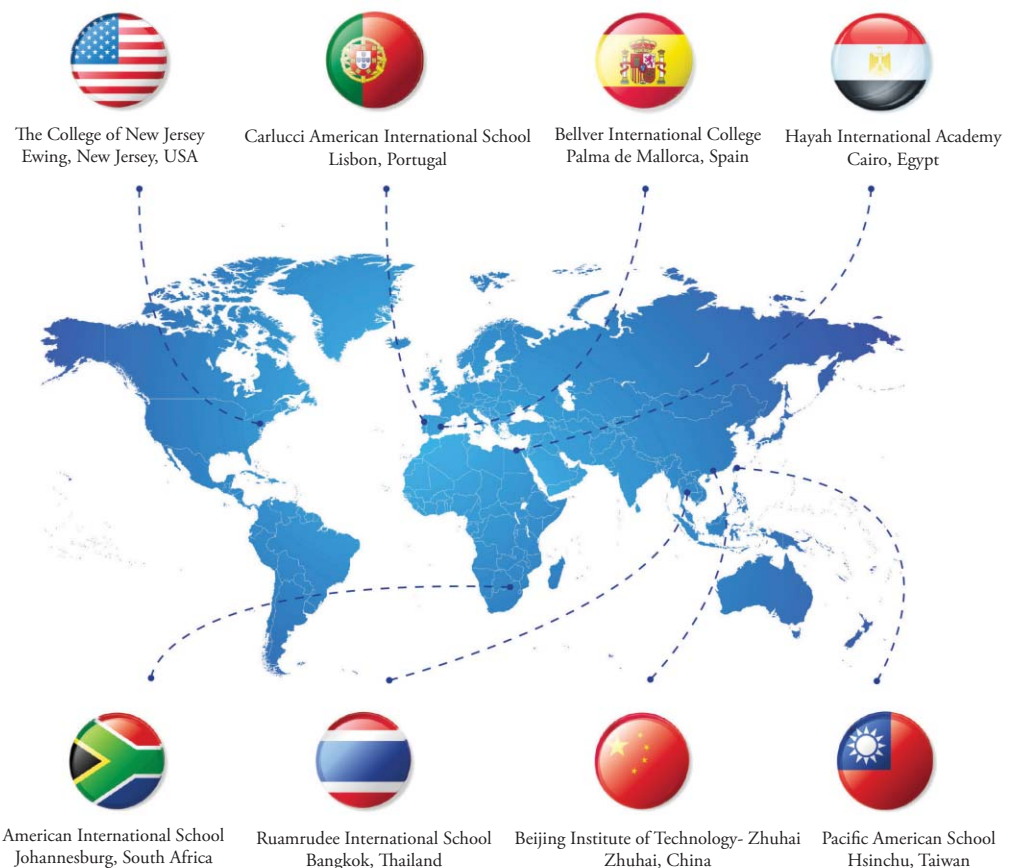 The College of New Jersey
Ewing, New Jersey, USA
Carlucci American International School
Lisbon, Portugal
Bellver International College
Palma de Mallorca, Spain
Hayah International Academy
Cairo, Egypt
American International School
Johannesburg, South Africa
Ruamrudee International School
Bangkok, Thailand
Beijing Institute of Technology- Zhuhai
Zhuhai, China
Pacific American School
Hsinchu, Taiwan